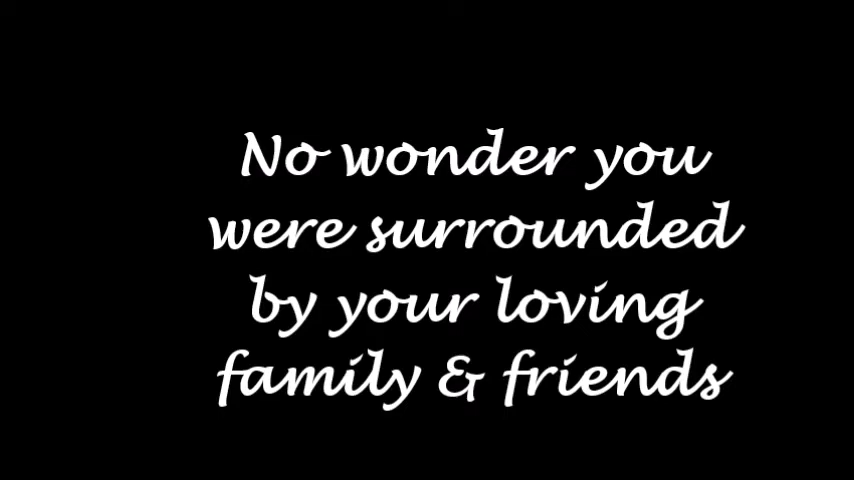 No wonder you
were surrounded
by your loving
family & friends